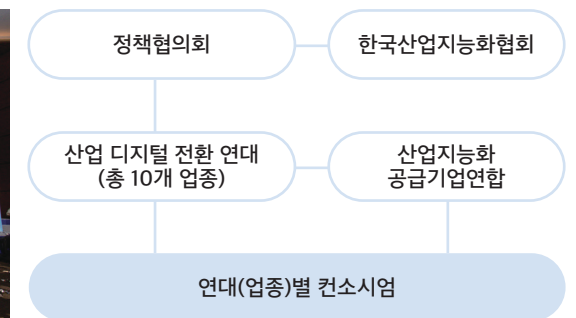 정책협의회
한국산업지능화협회
산업 디지털 전환 연대
(총 10개 업종)
산업지능화
공급기업연합
연대(업종)별 컨소시엄